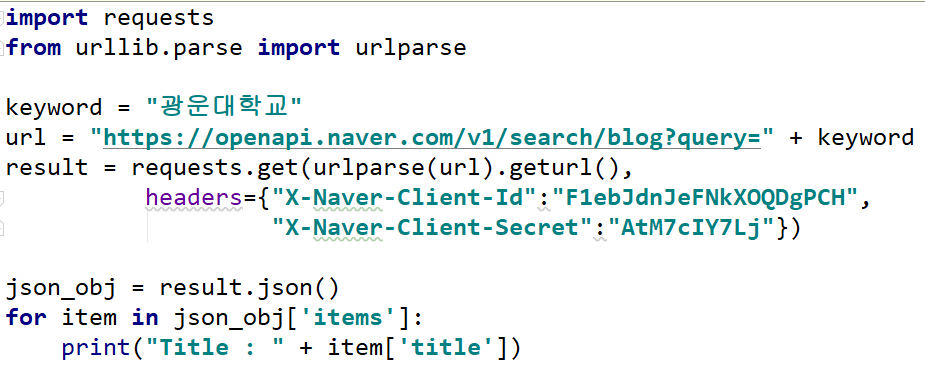 import requests
from urllib.parse import urlparse
keyword = "광운대학교"
url = "https://openapi.naver.com/v1/search/blog?query=" + keyword
result = requests.get(urlparse(url).geturl(),
headers={"X-Naver-Client-Id":"F1ebJdnJeFNkXOQDgPCH",
"X-Naver-Client-Secret":"AtM7cIY7Lj"})
json_obj = result.json()
for item in json_obj['items']:
print("Title : " + item['title'])